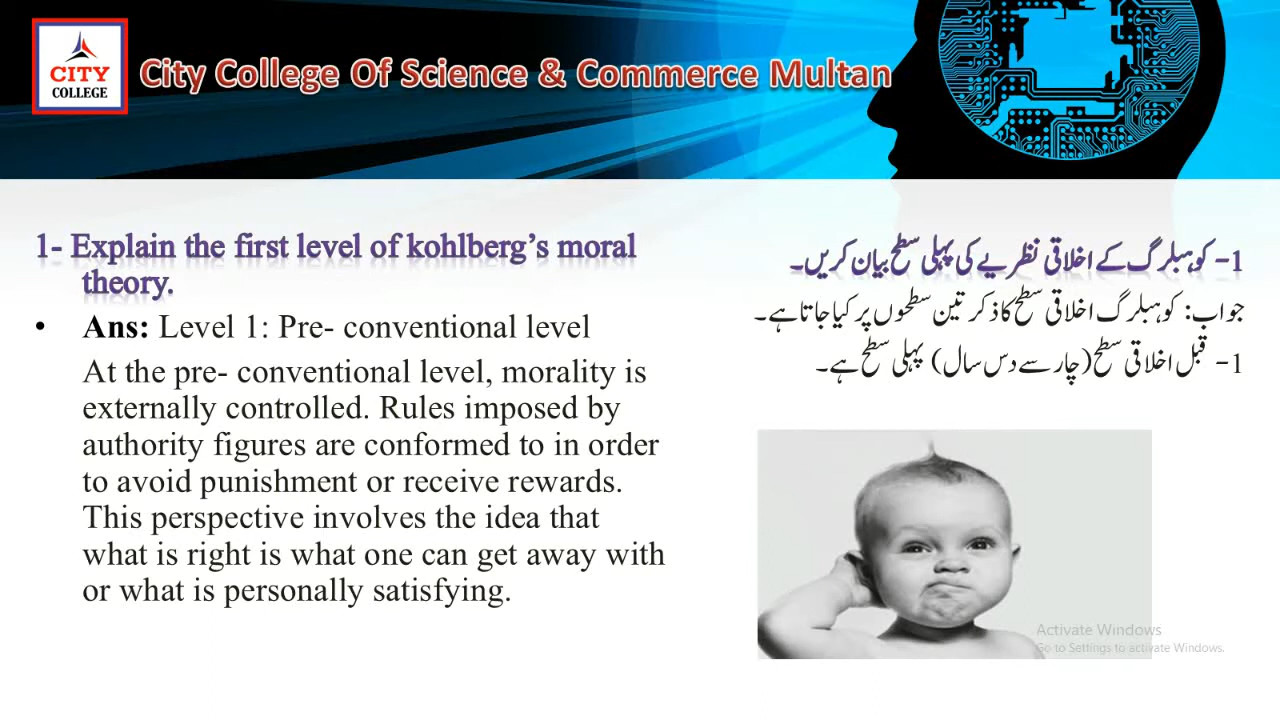 CITY
COLLEGE
City College Of Science & Commerce Multan
1- Explain the first level of kohlberg’s moral
theory.
• Ans: Level 1: Pre- conventional level
At the pre- conventional level, morality is
externally controlled. Rules imposed by
authority figures are conformed to in order
to avoid punishment or receive rewards.
This perspective involves the idea that
what is right is what one can get away with
or what is personally satisfying.
1- کوہبلرگ کے اخلاقی نظریے کی پہلی سطح بیان کریں۔
جواب: کوہبلرگ اخلاقی سطح کا ذکر تین سطحوں پر کیا جاتا ہے۔
1- قبل اخلاقی سطح (چار سے دس سال) پہلی سطح ہے۔
Activate Windows
Go to Settings to activate Windows.